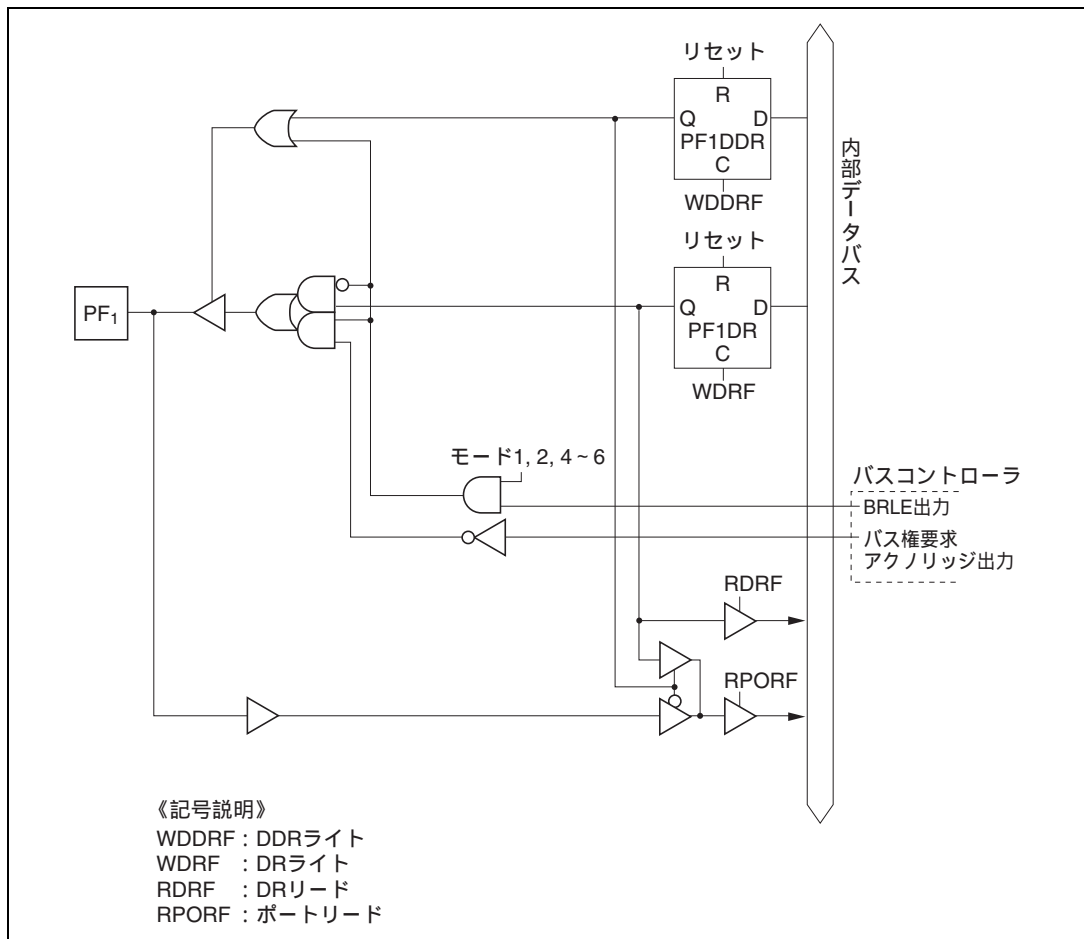 リセット
R
Q D
PF1DDR
C
WDDRF
内部データバス
リセット
R
Q D
PF1DR
C
WDRF
PF1
モード1, 2, 4~6
バスコントローラ
BRLE出力
バス権要求
アクノリッジ出力
RDRF
RPORF
《記号説明》
WDDRF : DDRライト
WDRF : DRライト
RDRF : DRリード
RPORF : ポートリード